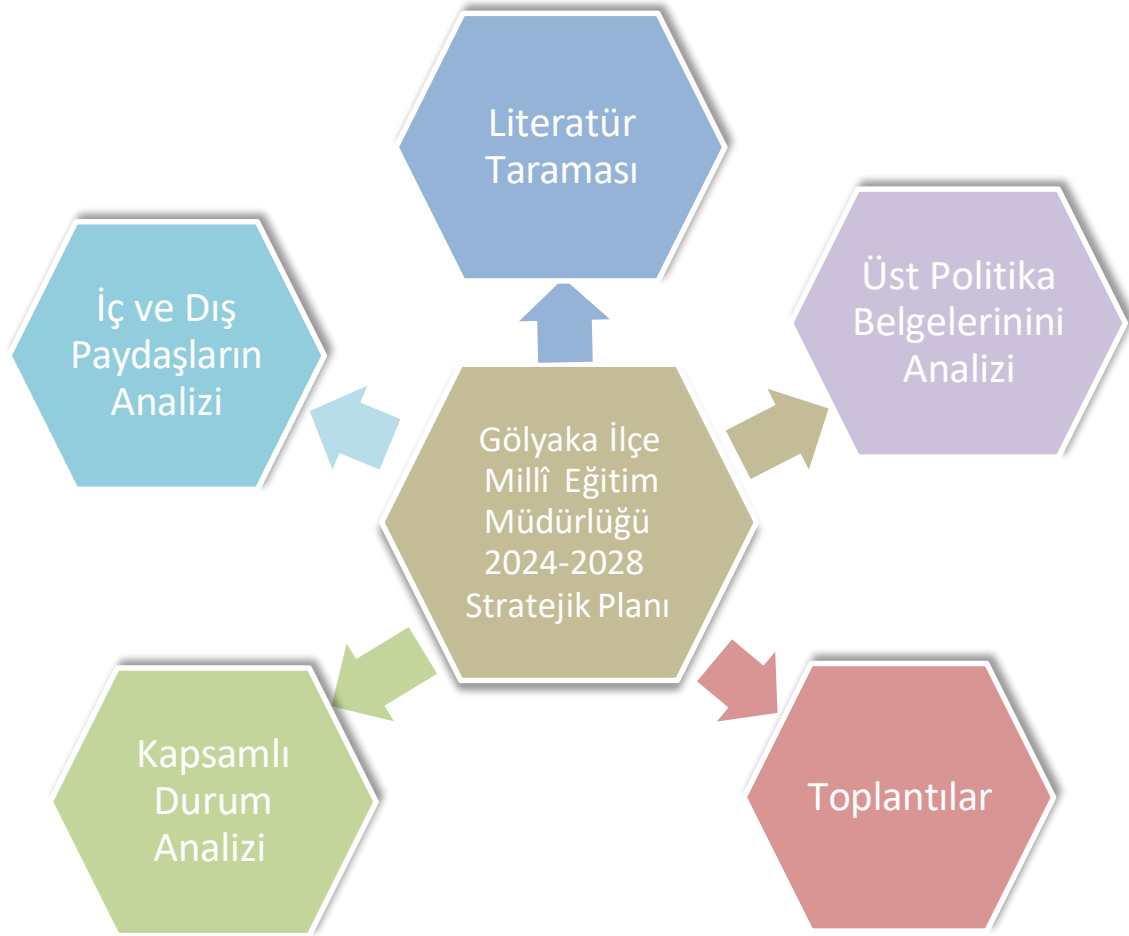 Literatür
Taraması
Üst Politika
Belgelerinini
Analizi
İç ve Dış
Paydaşların
Analizi
Gölyaka İlçe
Millî Eğitim
Müdürlüğü
2024-2028
Stratejik Planı
Kapsamlı
Durum
Analizi
Toplantılar